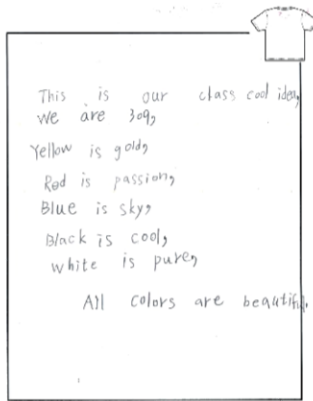 This is our class cool idea,
we are 309,
Yellow is gold,
Red is passion,
Blue is sky,
Black is cool,
white is pure,
All colors are beautiful.